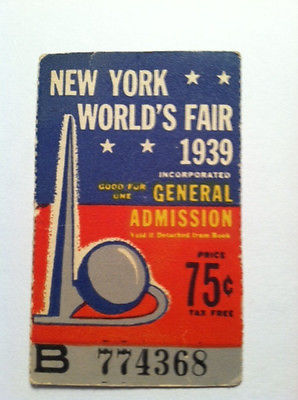 NEW YORK
WORLD'S FAIR
1939
INCORPORATED
GOOD FOR ONE
GENERAL
ADMISSION
Void if Detached from Book
PRICE
75¢
TAX FREE
B 774368